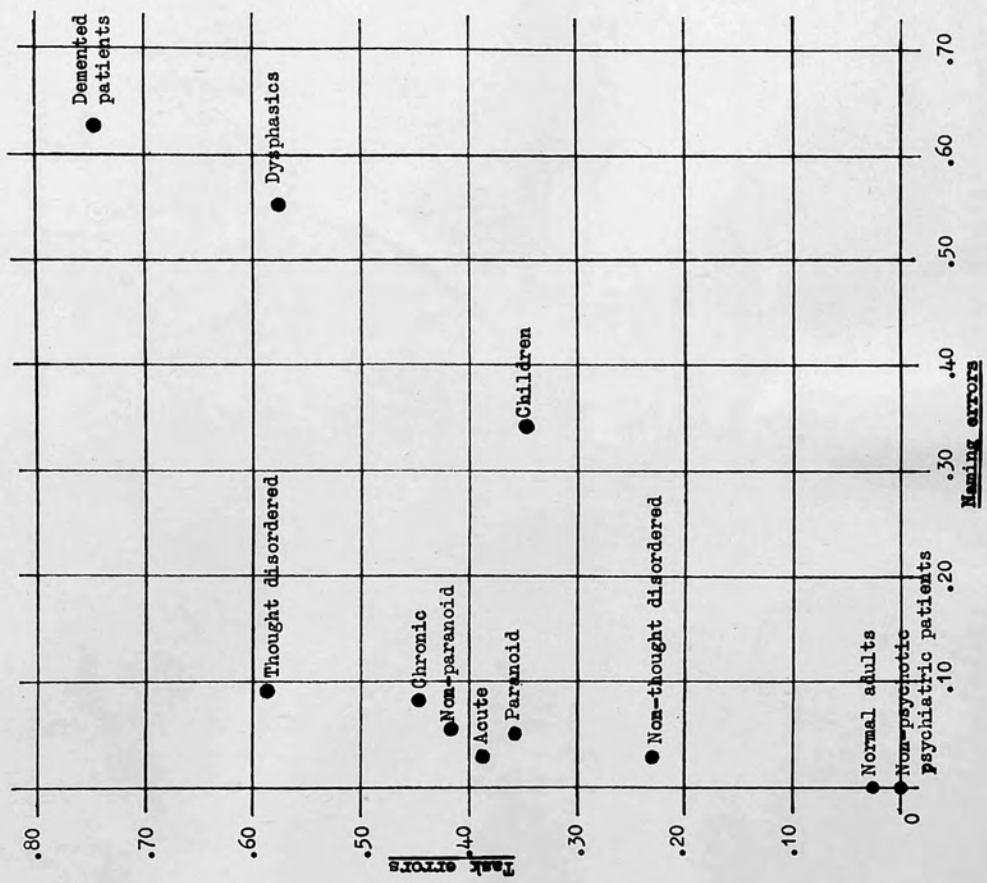 .80
.70
.60
.50
.40
.30
.20
.10
0
Task errors
Demented
patients
Dysphasics
Thought disordered
Chronic
Non-paranoid
Acute
Paranoid
Children
Non-thought disordered
Normal adults
Non-psychotic
psychiatric patients
.10
.20
.30
.40
.50
.60
.70
Naming errors